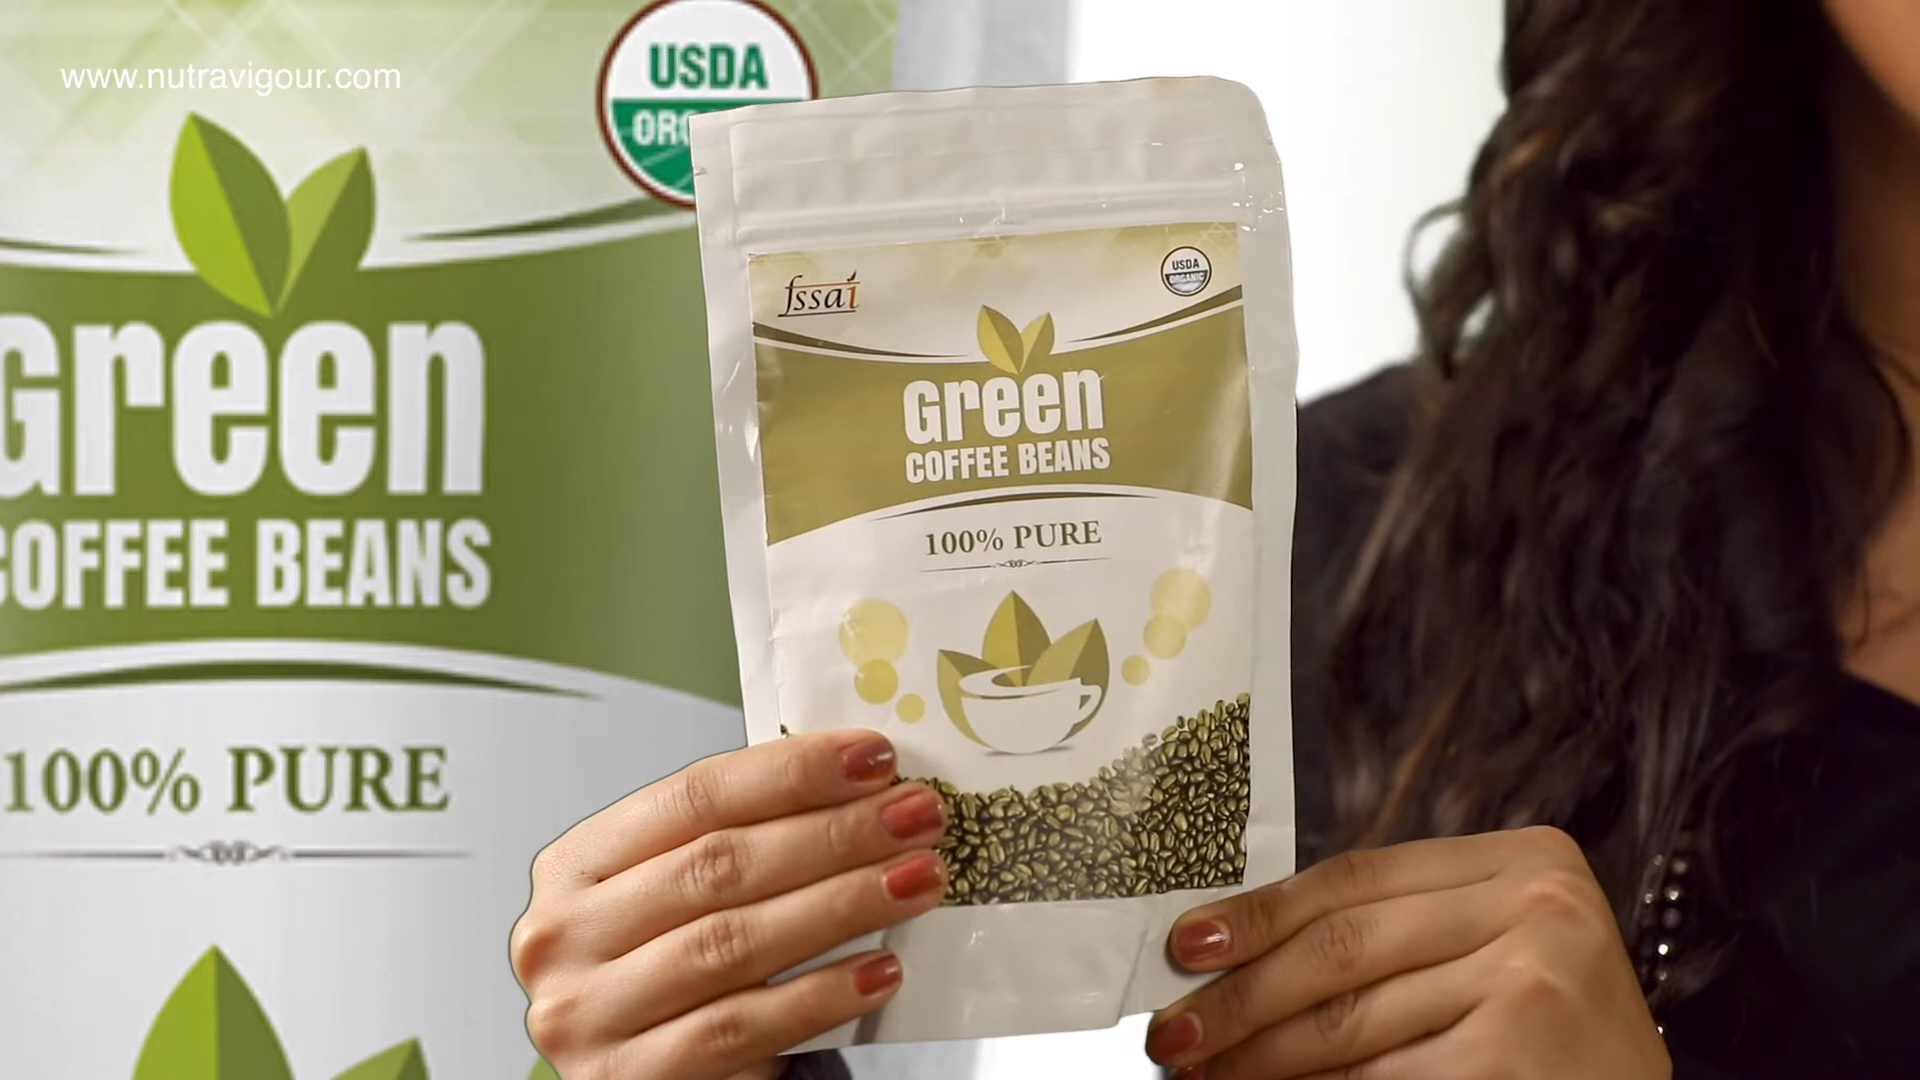 www.nutravigour.com
USDA
Green
COFFEE BEANS
100% PURE
fssai
USDA
ORGANIC
Green
COFFEE BEANS
100% PURE